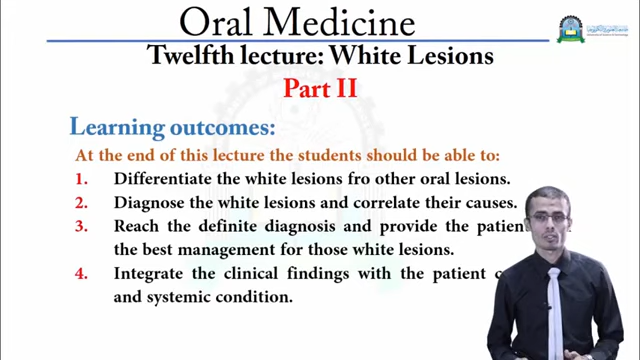 Oral Medicine
Twelfth lecture: White Lesions
Part II
Learning outcomes:
At the end of this lecture the students should be able to:
1. Differentiate the white lesions fro other oral lesions.
2. Diagnose the white lesions and correlate their causes.
3. Reach the definite diagnosis and provide the patien
the best management for those white lesions.
4. Integrate the clinical findings with the patient
and systemic condition.